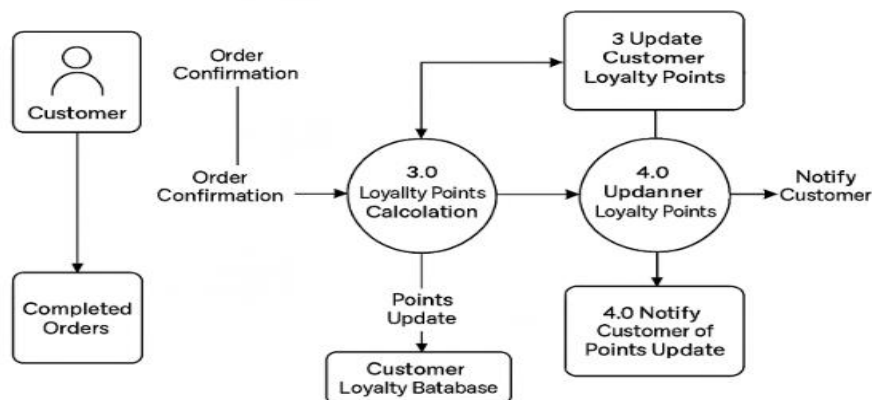 Customer
Completed
Orders
Order
Confirmation
Order
Confirmation
3.0
Loyallty Points
Calcolation
Points
Update
Customer
Loyalty Batabase
3 Update
Customer
Loyalty Points
4.0
Updanner
Loyalty Points
Notify
Customer
4.0 Notify
Customer of
Points Update